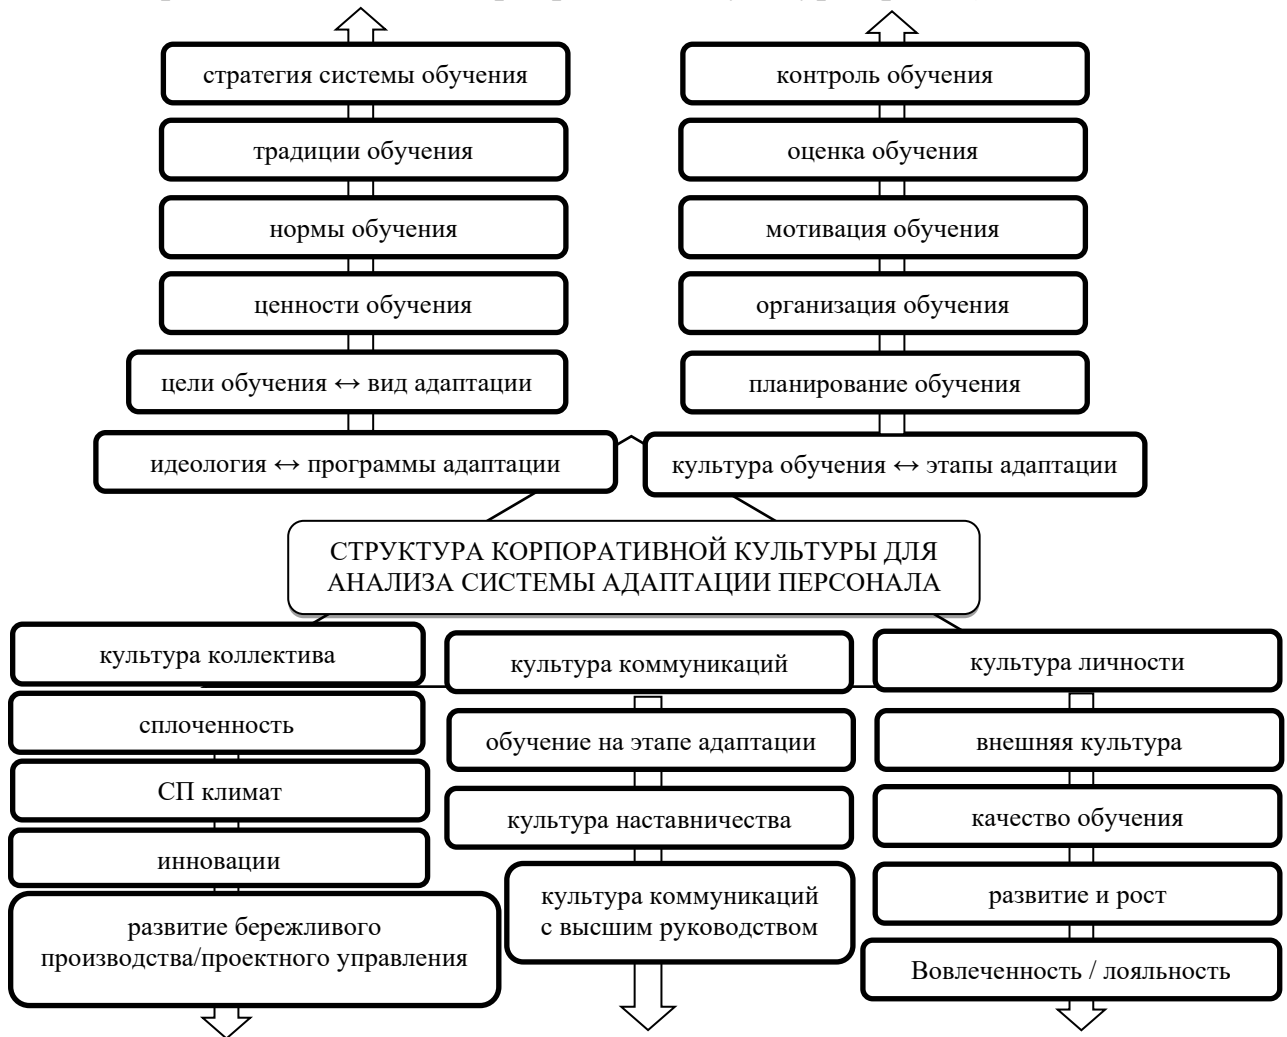 стратегия системы обучения
традиции обучения
нормы обучения
ценности обучения
цели обучения ↔ вид адаптации
идеология ↔ программы адаптации
контроль обучения
оценка обучения
мотивация обучения
организация обучения
планирование обучения
культура обучения ↔ этапы адаптации
СТРУКТУРА КОРПОРАТИВНОЙ КУЛЬТУРЫ ДЛЯ
АНАЛИЗА СИСТЕМЫ АДАПТАЦИИ ПЕРСОНАЛА
культура коллектива
сплоченность
СП климат
инновации
развитие бережливого
производства/проектного управления
культура коммуникаций
обучение на этапе адаптации
культура наставничества
культура коммуникаций
с высшим руководством
культура личности
внешняя культура
качество обучения
развитие и рост
Вовлеченность / лояльность